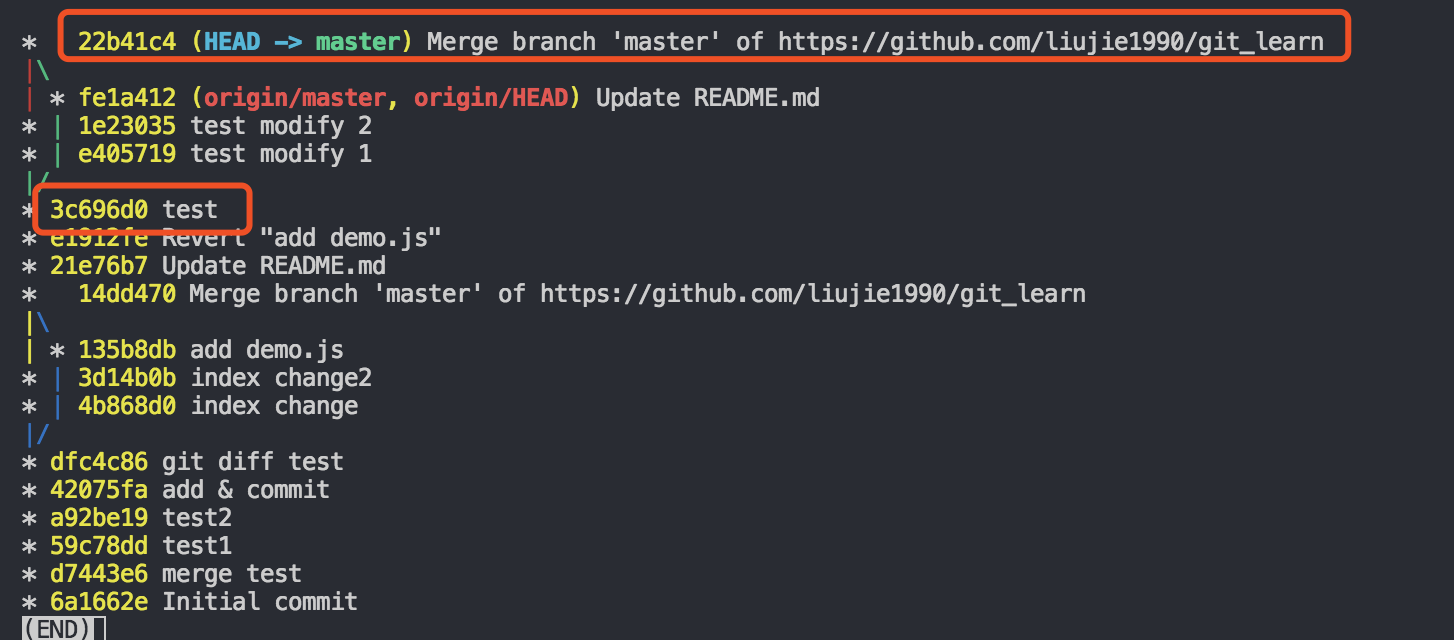 * 22b41c4 (HEAD -> master) Merge branch 'master' of https://github.com/liujie1990/git_learn
|\
| * fe1a412 (origin/master, origin/HEAD) Update README.md
* | 1e23035 test modify 2
* | e405719 test modify 1
|/
* 3c696d0 test
* e1912fe Revert "add demo.js"
* 21e76b7 Update README.md
* 14dd470 Merge branch 'master' of https://github.com/liujie1990/git_learn
|\
| * 135b8db add demo.js
* | 3d14b0b index change2
* | 4b868d0 index change
|/
* dfc4c86 git diff test
* 42075fa add & commit
* a92be19 test2
* 59c78dd test1
* d7443e6 merge test
* 6a1662e Initial commit
(END)